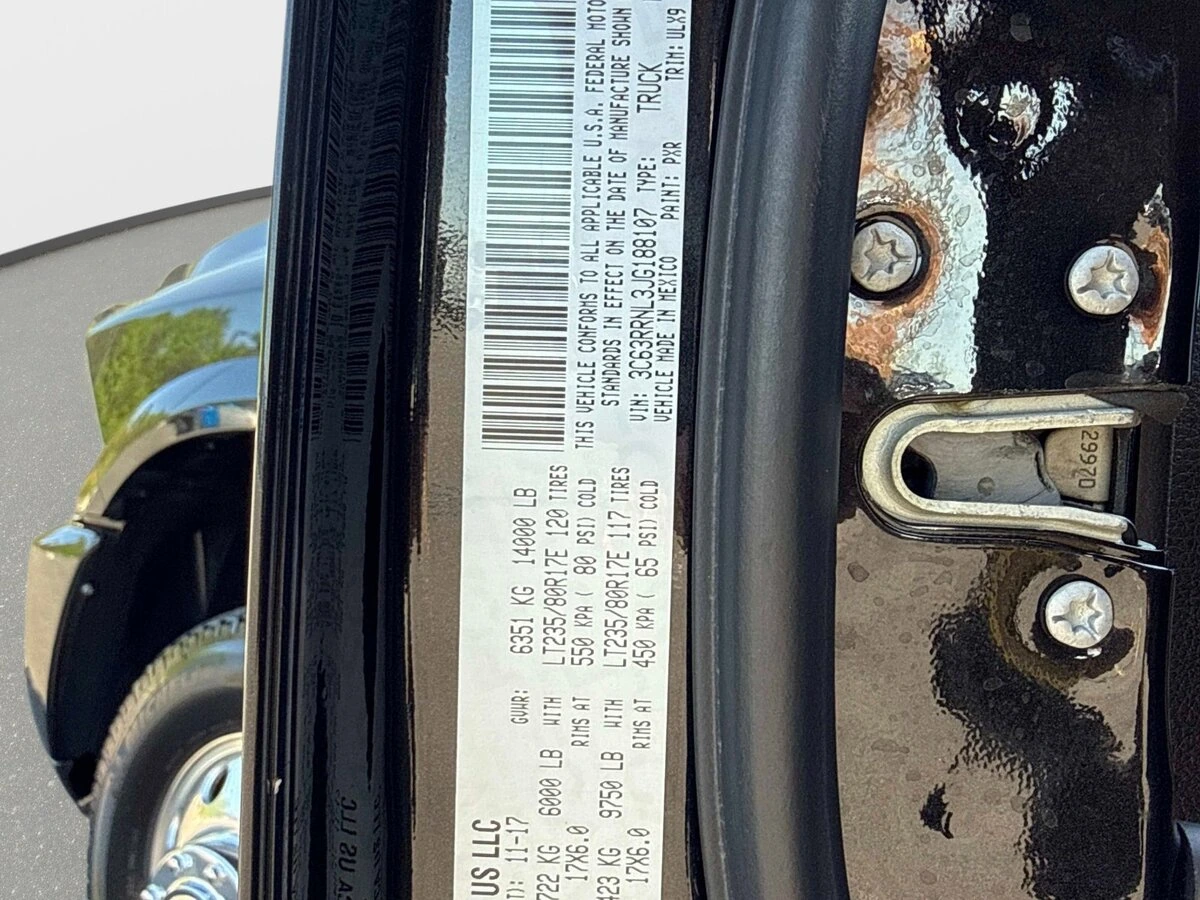 US LLC
T): 11-17 GVWR: 6351 KG 14000 LB
722 KG 6000 LB WITH LT235/80R17E 120 TIRES
17X6.0 RIMS AT 550 KPA ( 80 PSI) COLD
423 KG 9750 LB WITH LT235/80R17E 117 TIRES
17X6.0 RIMS AT 450 KPA ( 65 PSI) COLD
THIS VEHICLE CONFORMS TO ALL APPLICABLE U.S.A. FEDERAL MOTO
STANDARDS IN EFFECT ON THE DATE OF MANUFACTURE SHOWN
VIN: 3C63RRNL3JG188107 TYPE: TRUCK
VEHICLE MADE IN MEXICO PAINT: PXR TRIM: ULX9
29970